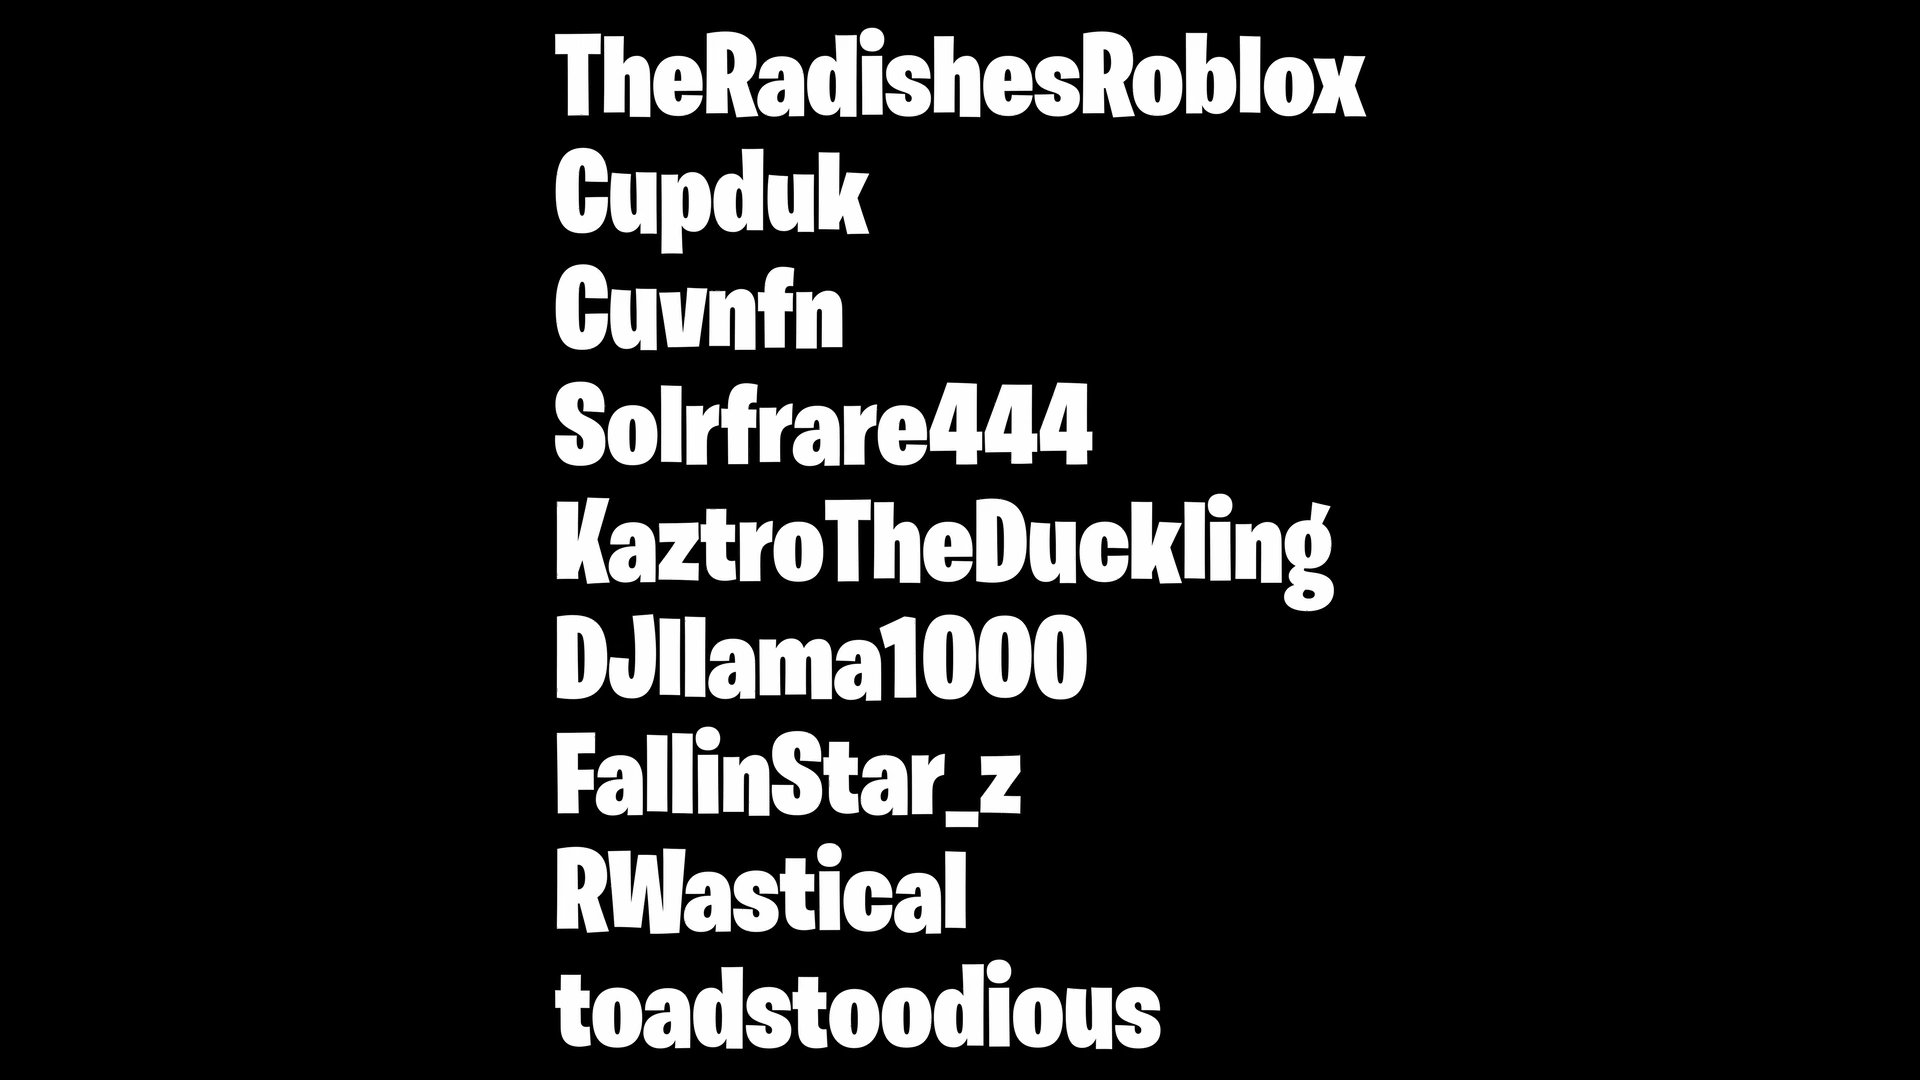 TheRadishesRoblox
Cupduk
Cuvnfn
Solrfrare444
KaztroTheDuckling
DJllama1000
FallinStar_z
RWastical
toadstoodious